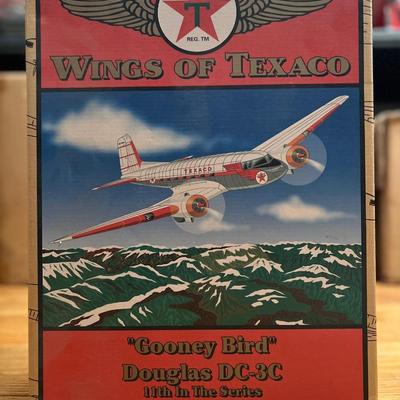 T
REG. TM
WINGS OF TEXACO
TEXACO
"Gooney Bird"
Douglas DC-3C
11th In The Series